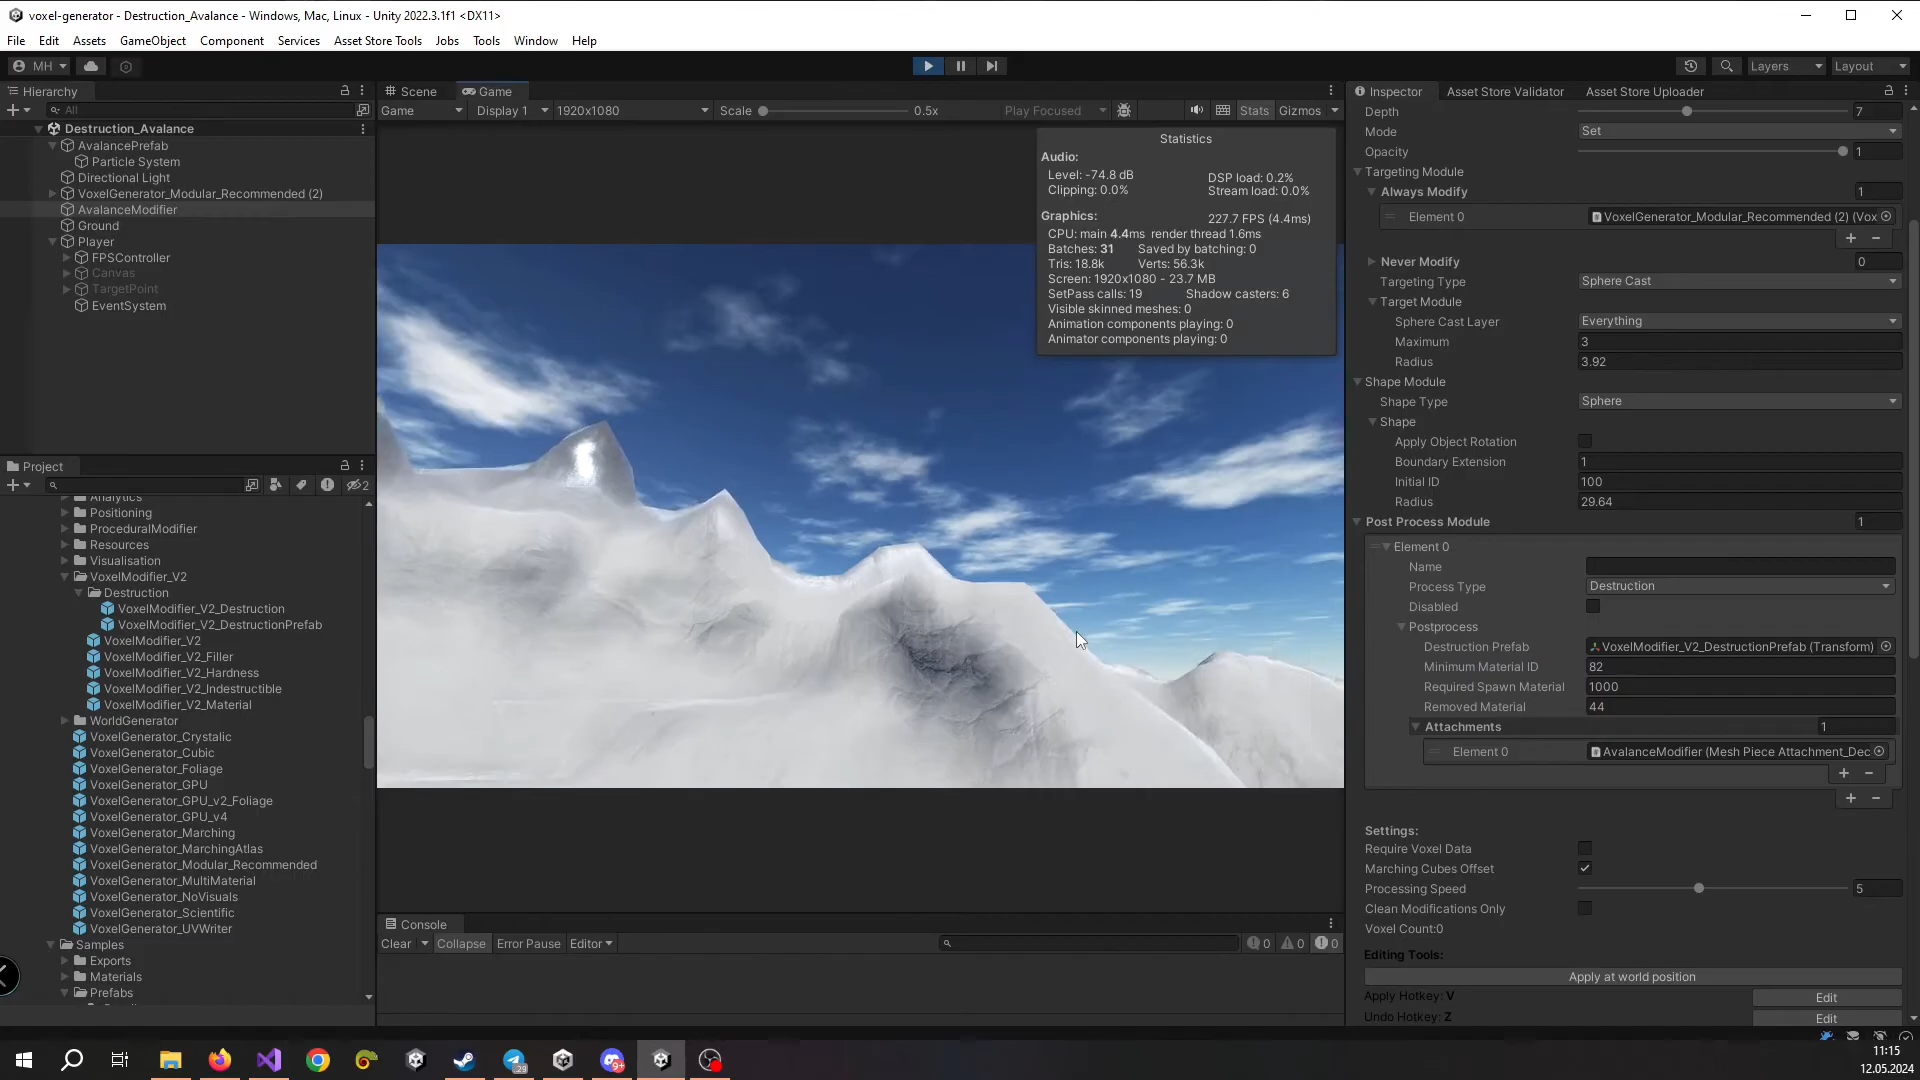 voxel-generator - Destruction_Avalance - Windows, Mac, Linux - Unity 2022.3.1f1 <DX11>
File Edit Assets GameObject Component Services Asset Store Tools Jobs Tools Window Help
MH
Layers
Layout
Hierarchy
All
Destruction_Avalance
AvalancePrefab
Particle System
Directional Light
VoxelGenerator_Modular_Recommended (2)
AvalanceModifier
Ground
Player
FPSController
Canvas
TargetPoint
EventSystem
Project
2
Analytics
Positioning
ProceduralModifier
Resources
Visualisation
VoxelModifier_V2
Destruction
VoxelModifier_V2_Destruction
VoxelModifier_V2_DestructionPrefab
VoxelModifier_V2
VoxelModifier_V2_Filler
VoxelModifier_V2_Hardness
VoxelModifier_V2_Indestructible
VoxelModifier_V2_Material
WorldGenerator
VoxelGenerator_Crystalic
VoxelGenerator_Cubic
VoxelGenerator_Foliage
VoxelGenerator_GPU
VoxelGenerator_GPU_v2_Foliage
VoxelGenerator_GPU_v4
VoxelGenerator_Marching
VoxelGenerator_MarchingAtlas
VoxelGenerator_Modular_Recommended
VoxelGenerator_MultiMaterial
VoxelGenerator_NoVisuals
VoxelGenerator_Scientific
VoxelGenerator_UVWriter
Samples
Exports
Materials
Prefabs
Scene Game
Game Display 1 1920x1080 Scale 0.5x Play Focused Stats Gizmos
Statistics
Audio:
Level: -74.8 dB DSP load: 0.2%
Clipping: 0.0% Stream load: 0.0%
Graphics: 227.7 FPS (4.4ms)
CPU: main 4.4ms render thread 1.6ms
Batches: 31 Saved by batching: 0
Tris: 18.8k Verts: 56.3k
Screen: 1920x1080 - 23.7 MB
SetPass calls: 19 Shadow casters: 6
Visible skinned meshes: 0
Animation components playing: 0
Animator components playing: 0
Console
Clear Collapse Error Pause Editor
0 0 0
Inspector Asset Store Validator Asset Store Uploader
Depth 7
Mode Set
Opacity 1
Targeting Module
Always Modify 1
Element 0 VoxelGenerator_Modular_Recommended (2) (Vox
Never Modify 0
Targeting Type Sphere Cast
Target Module
Sphere Cast Layer Everything
Maximum 3
Radius 3.92
Shape Module
Shape Type Sphere
Shape
Apply Object Rotation
Boundary Extension 1
Initial ID 100
Radius 29.64
Post Process Module 1
Element 0
Name
Process Type Destruction
Disabled
Postprocess
Destruction Prefab VoxelModifier_V2_DestructionPrefab (Transform)
Minimum Material ID 82
Required Spawn Material 1000
Removed Material 44
Attachments 1
Element 0 AvalanceModifier (Mesh Piece Attachment_Dec
Settings:
Require Voxel Data
Marching Cubes Offset
Processing Speed 5
Clean Modifications Only
Voxel Count:0
Editing Tools:
Apply at world position
Apply Hotkey: V Edit
Undo Hotkey: Z Edit
29
9+
11:15
12.05.2024